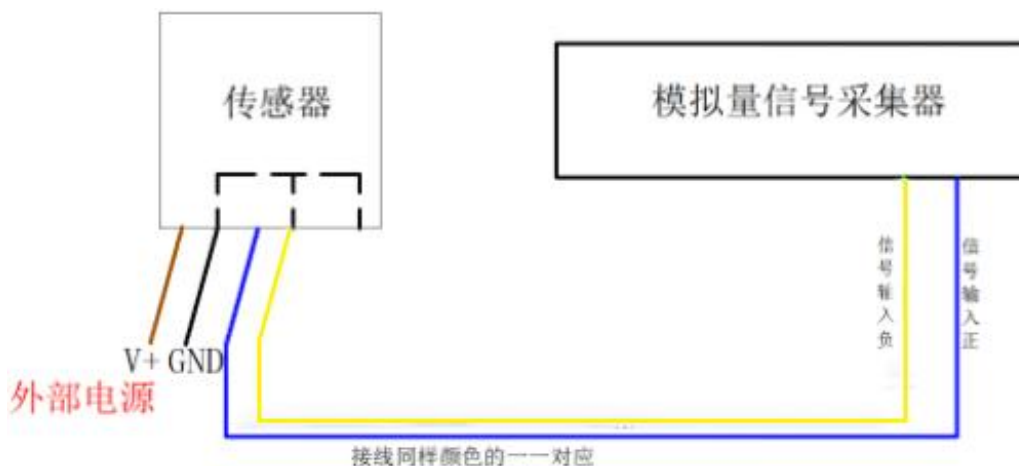 传感器
模拟量信号采集器
信号输入负
信号输入正
V+ GND
外部电源
接线同样颜色的一一对应